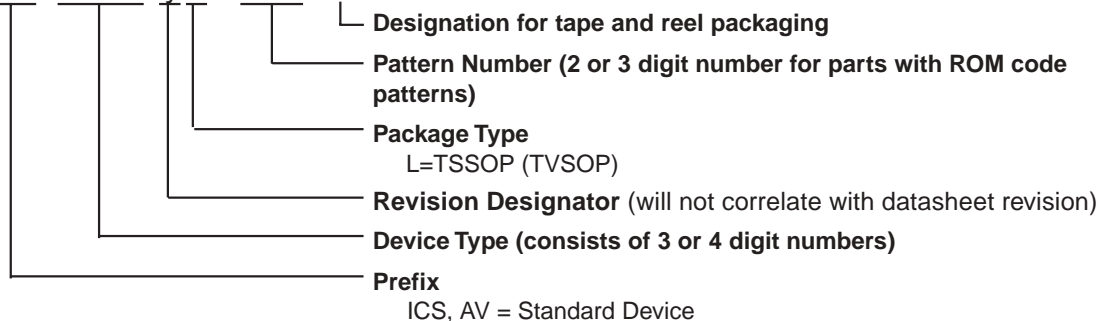 Designation for tape and reel packaging
Pattern Number (2 or 3 digit number for parts with ROM code
patterns)
Package Type
L=TSSOP (TVSOP)
Revision Designator (will not correlate with datasheet revision)
Device Type (consists of 3 or 4 digit numbers)
Prefix
ICS, AV = Standard Device